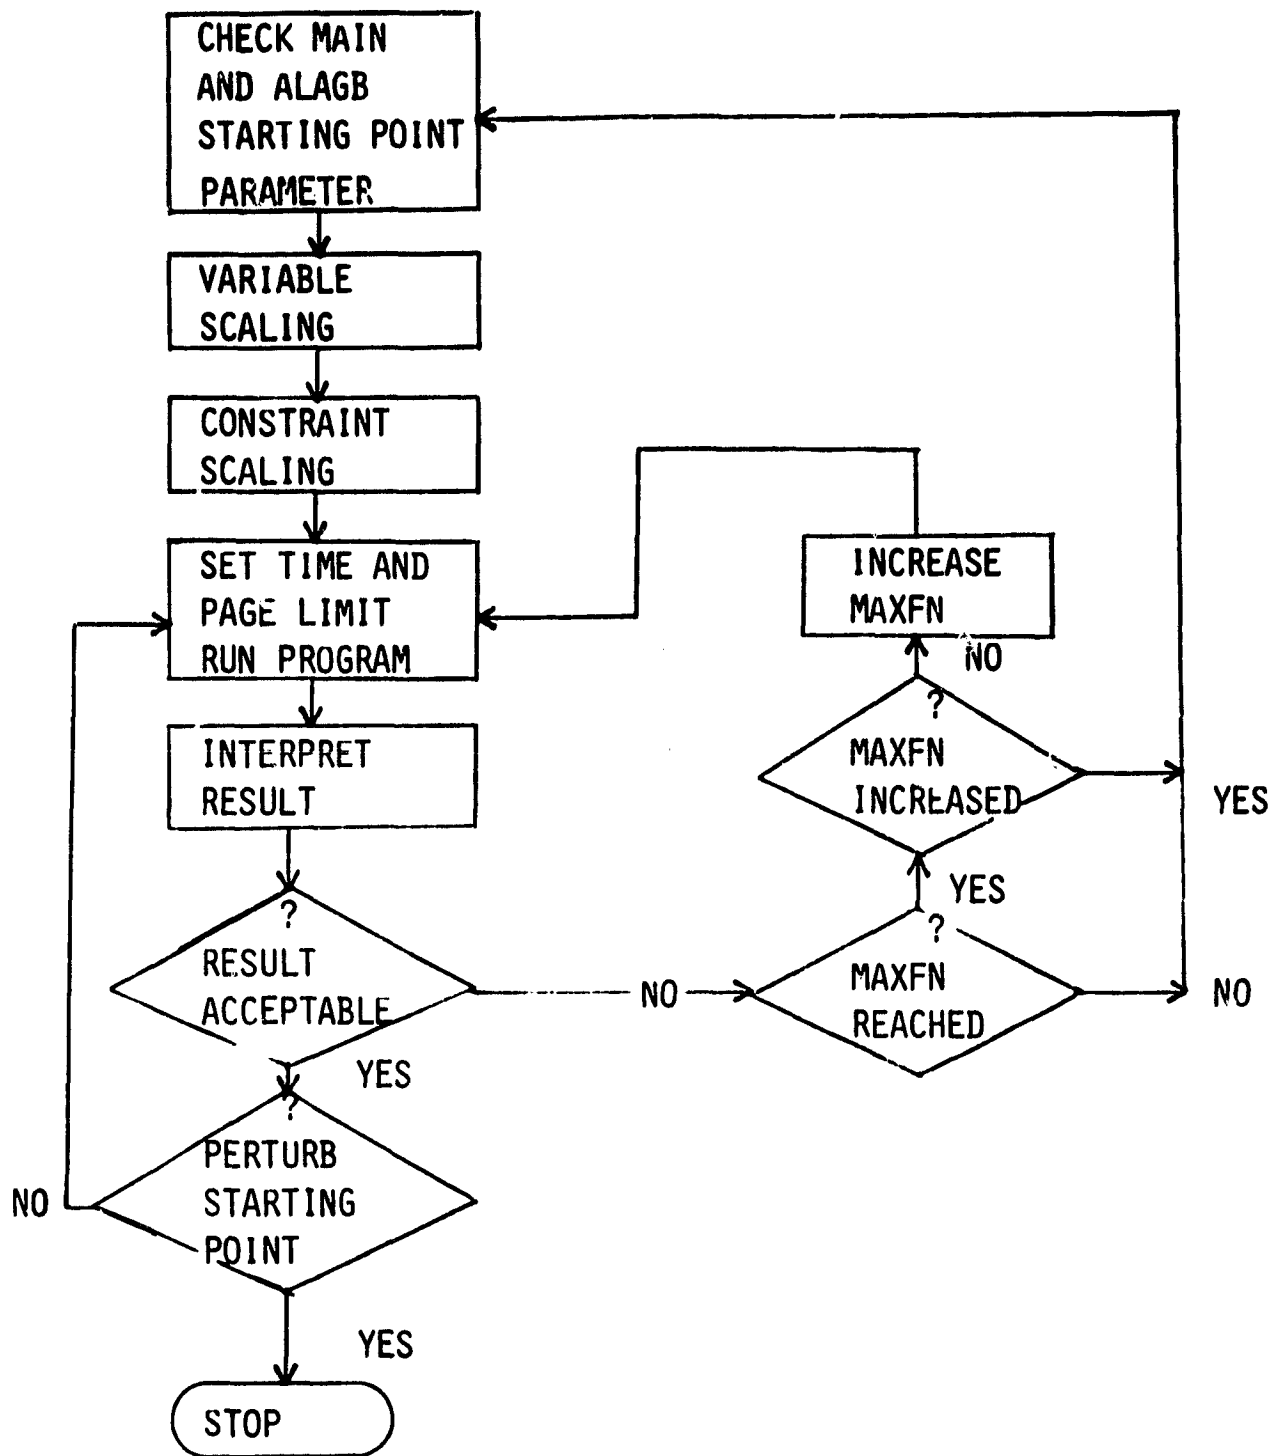 CHECK MAIN
AND ALAGB
STARTING POINT
PARAMETER
VARIABLE
SCALING
CONSTRAINT
SCALING
SET TIME AND
PAGE LIMIT
RUN PROGRAM
INTERPRET
RESULT
?
RESULT
ACCEPTABLE
YES
NO
?
PERTURB
STARTING
POINT
NO
YES
STOP
INCREASE
MAXFN
NO
?
MAXFN
INCREASED
YES
YES
?
MAXFN
REACHED
NO